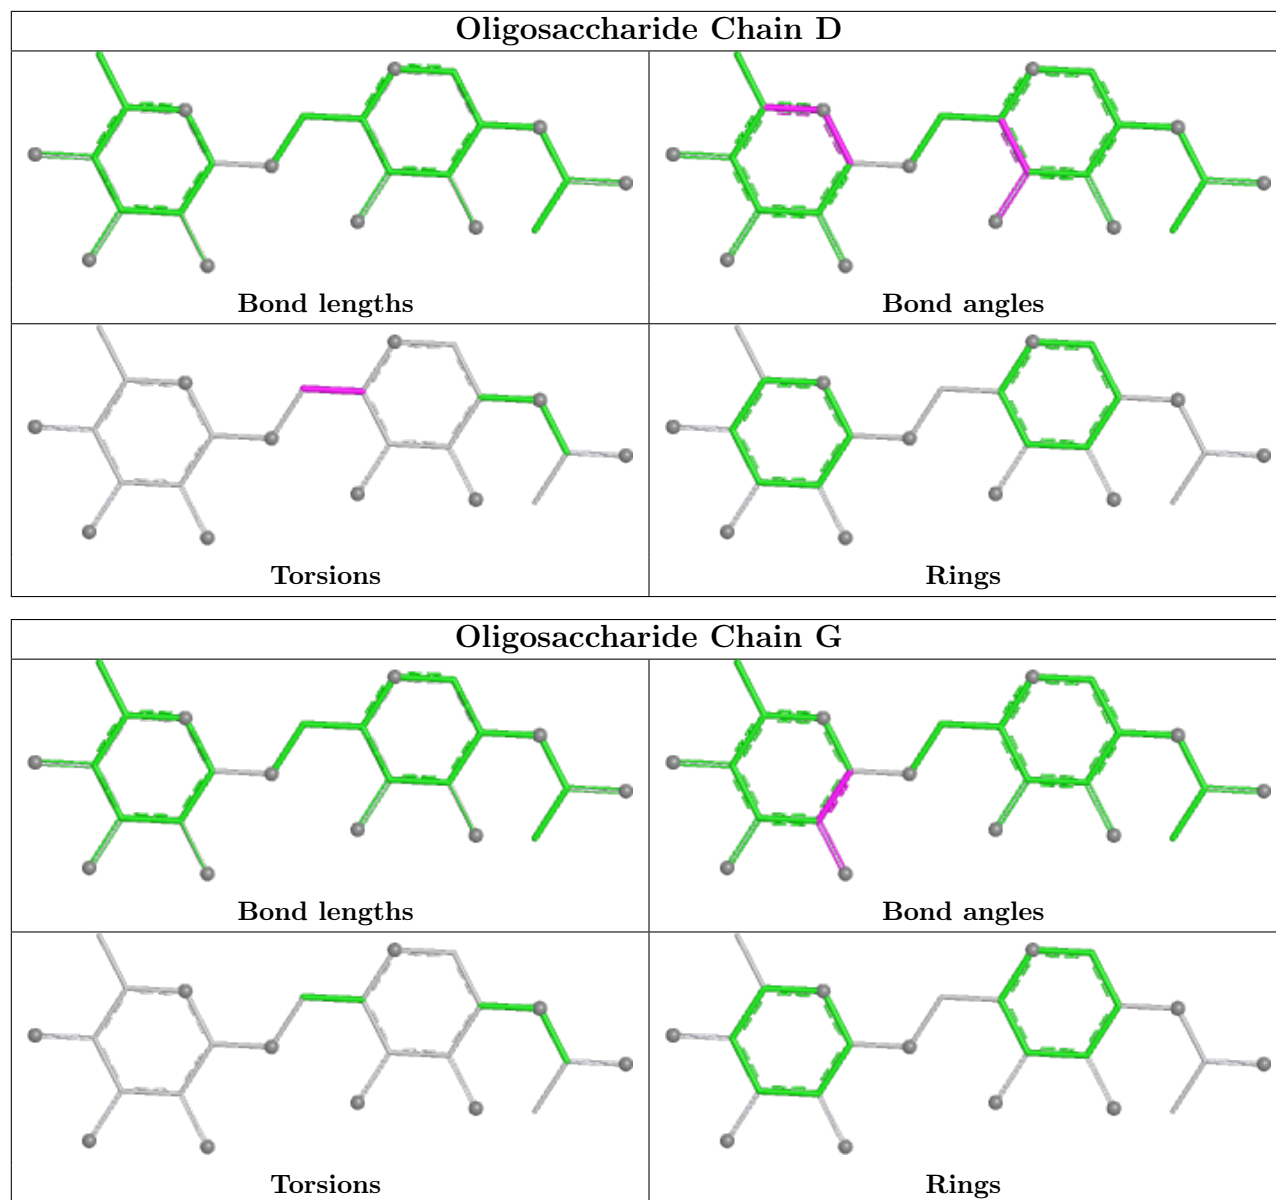 Oligosaccharide Chain D
Bond lengths
Bond angles
Torsions
Rings
Oligosaccharide Chain G
Bond lengths
Bond angles
Torsions
Rings